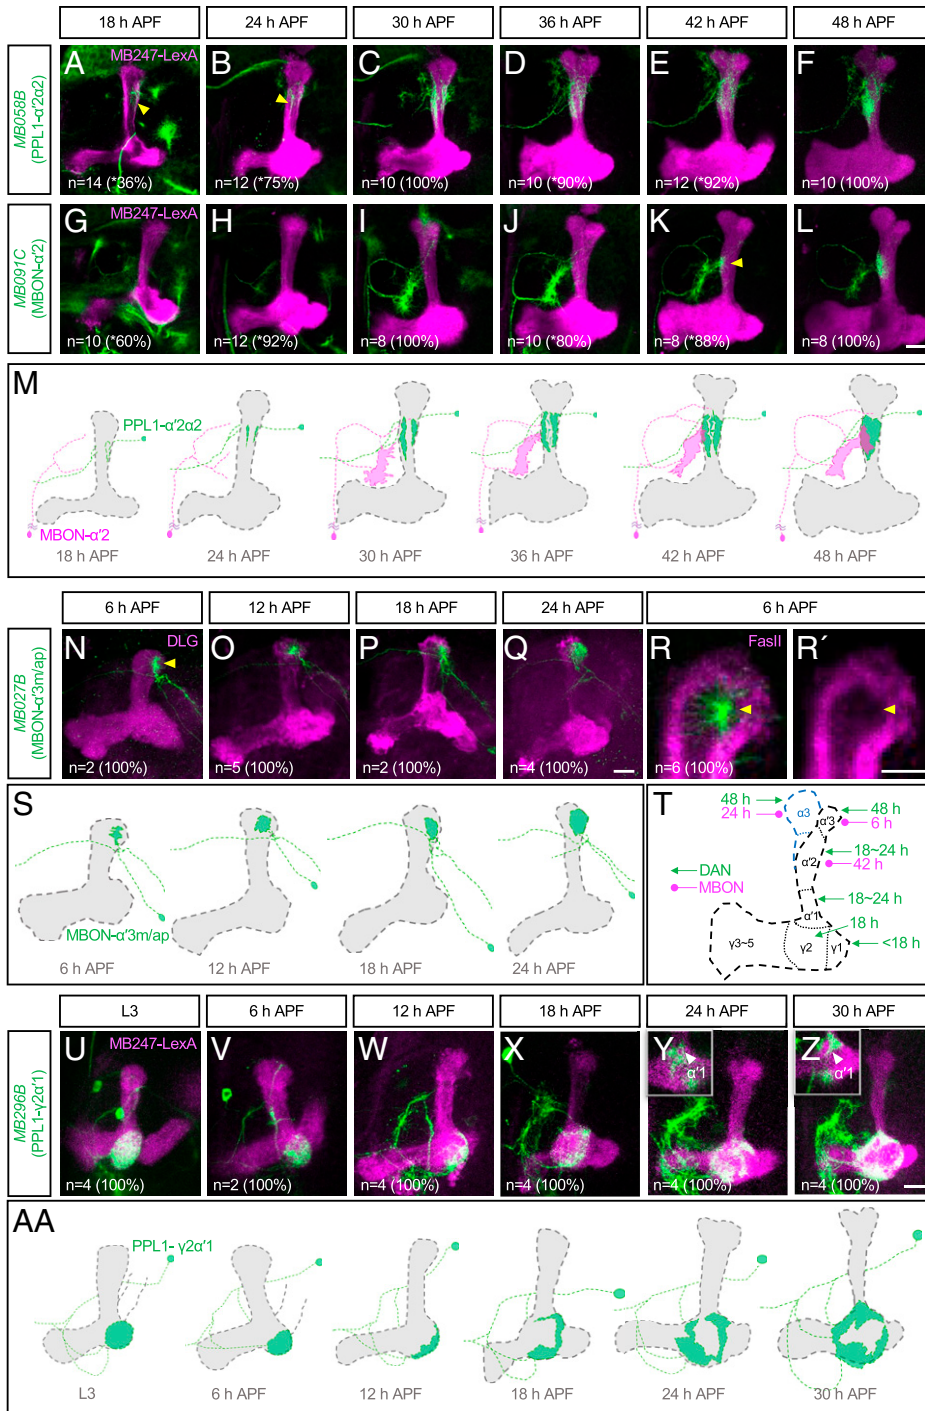 18 h APF
24 h APF
30 h APF
36 h APF
42 h APF
48 h APF
MB058B
(PPL1-α′2α2)
A
MB247-LexA
n=14 (*36%)
B
n=12 (*75%)
C
n=10 (100%)
D
n=10 (*90%)
E
n=12 (*92%)
F
n=10 (100%)
MB091C
(MBON-α′2)
G
MB247-LexA
n=10 (*60%)
H
n=12 (*92%)
I
n=8 (100%)
J
n=10 (*80%)
K
n=8 (*88%)
L
n=8 (100%)
M
PPL1-α′2α2
MBON-α′2
18 h APF
24 h APF
30 h APF
36 h APF
42 h APF
48 h APF
6 h APF
12 h APF
18 h APF
24 h APF
6 h APF
MB027B
(MBON-α′3m/ap)
N
DLG
n=2 (100%)
O
n=5 (100%)
P
n=2 (100%)
Q
n=4 (100%)
R
FasII
n=6 (100%)
R′
S
MBON-α′3m/ap
6 h APF
12 h APF
18 h APF
24 h APF
T
48 h
24 h
α3
α′3
48 h
6 h
α′2
18~24 h
42 h
DAN
MBON
18~24 h
α′1
18 h
γ3~5
γ2
γ1
<18 h
L3
6 h APF
12 h APF
18 h APF
24 h APF
30 h APF
MB296B
(PPL1-γ2α′1)
U
MB247-LexA
n=4 (100%)
V
n=2 (100%)
W
n=4 (100%)
X
n=4 (100%)
Y
α′1
n=4 (100%)
Z
α′1
n=4 (100%)
AA
PPL1- γ2α′1
L3
6 h APF
12 h APF
18 h APF
24 h APF
30 h APF